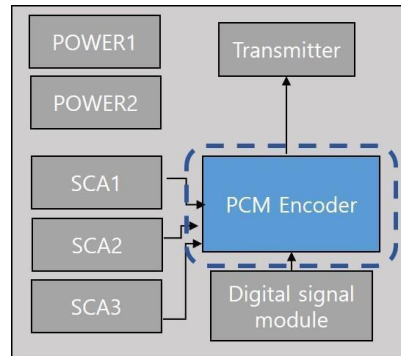 POWER1
Transmitter
POWER2
SCA1
PCM Encoder
SCA2
SCA3
Digital signal
module